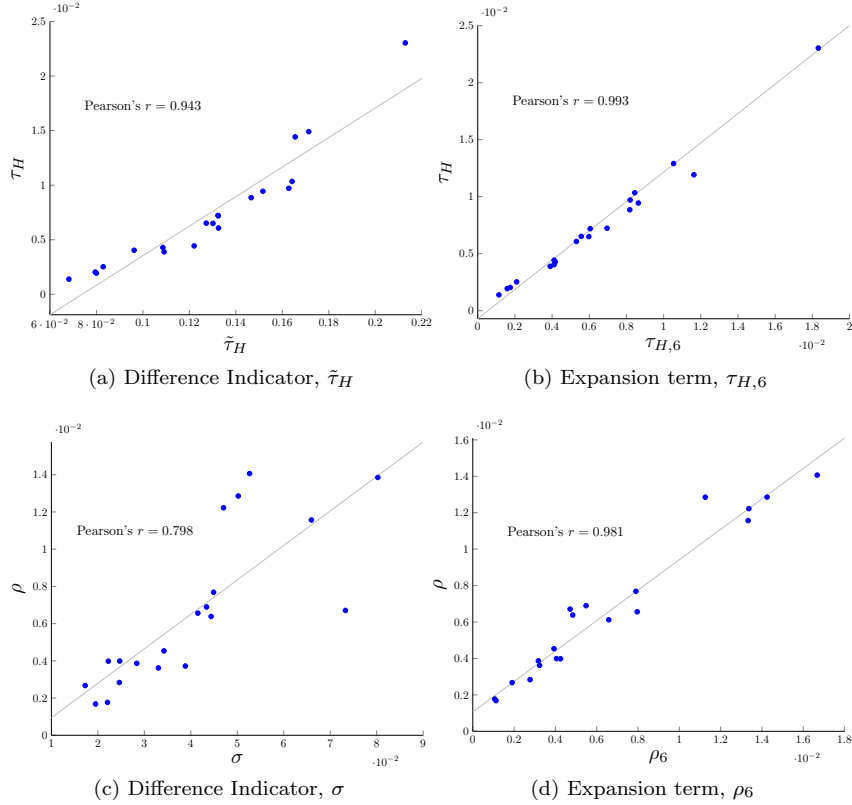 ·10⁻²
2.5
2
1.5
1
0.5
0
τ_H
Pearson's r = 0.943
6 · 10⁻² 8 · 10⁻² 0.1 0.12 0.14 0.16 0.18 0.2 0.22
τ̃_H
(a) Difference Indicator, τ̃_H
·10⁻²
2.5
2
1.5
1
0.5
0
τ_H
Pearson's r = 0.993
0 0.2 0.4 0.6 0.8 1 1.2 1.4 1.6 1.8 2
τ_{H,6}
·10⁻²
(b) Expansion term, τ_{H,6}
·10⁻²
1.4
1.2
1
0.8
0.6
0.4
0.2
0
ρ
Pearson's r = 0.798
1 2 3 4 5 6 7 8 9
σ
·10⁻²
(c) Difference Indicator, σ
·10⁻²
1.6
1.4
1.2
1
0.8
0.6
0.4
0.2
0
ρ
Pearson's r = 0.981
0 0.2 0.4 0.6 0.8 1 1.2 1.4 1.6 1.8
ρ₆
·10⁻²
(d) Expansion term, ρ₆